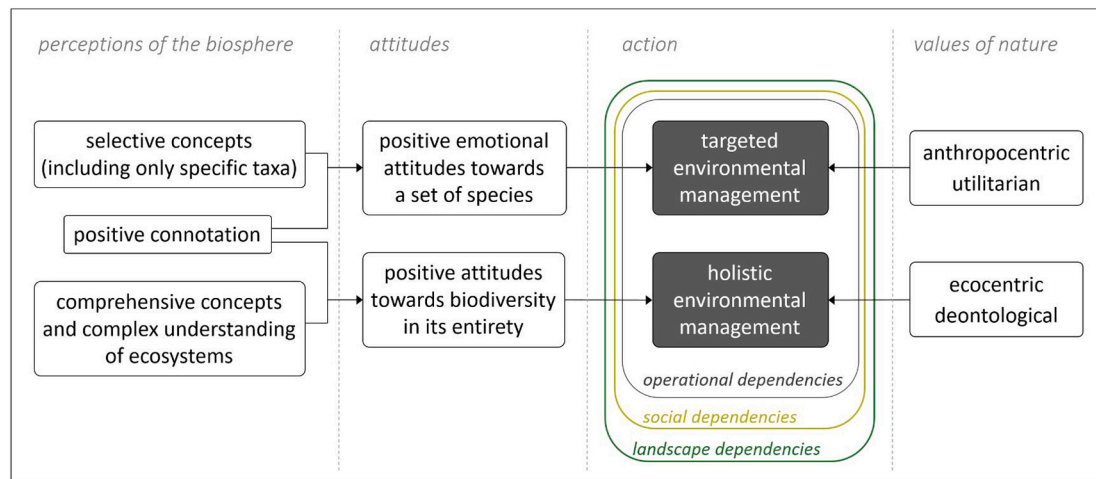 perceptions of the biosphere
attitudes
action
values of nature
selective concepts
(including only specific taxa)
positive connotation
comprehensive concepts
and complex understanding
of ecosystems
positive emotional
attitudes towards
a set of species
positive attitudes
towards biodiversity
in its entirety
targeted
environmental
management
holistic
environmental
management
operational dependencies
social dependencies
landscape dependencies
anthropocentric
utilitarian
ecocentric
deontological